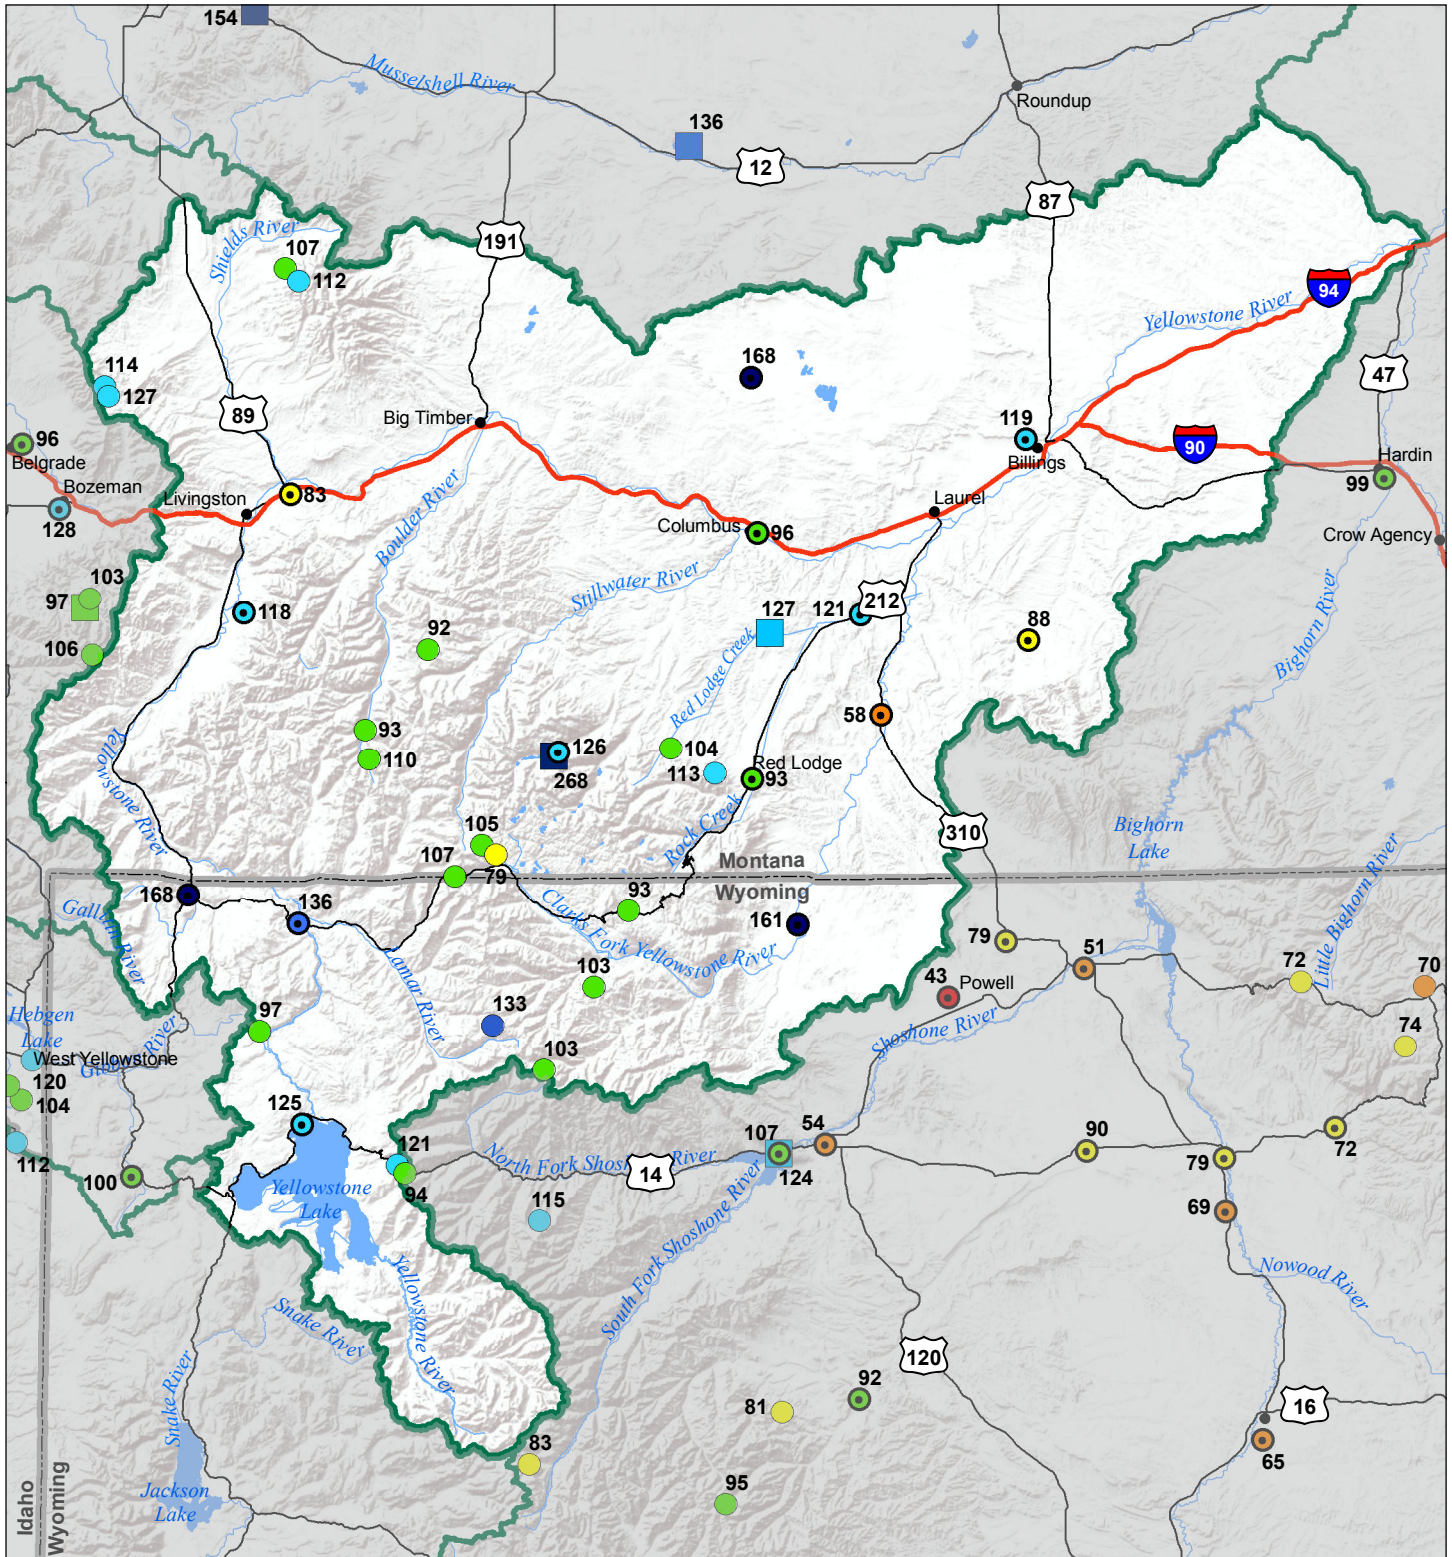 154
Musselshell River
Roundup
136
12
87
191
Shields River
107
112
94
Yellowstone River
168
47
114
127
89
Big Timber
119
90
Billings
Hardin
99
96
Belgrade
Bozeman
128
Livingston
83
Boulder River
Laurel
Columbus
96
Crow Agency
Stillwater River
103
97
106
118
92
127
121
212
88
Bighorn River
Red Lodge Creek
58
93
110
126
268
104
113
Red Lodge
93
Yellowstone River
Rock Creek
310
Bighorn
Lake
105
79
107
Montana
Wyoming
Little Bighorn River
168
136
93
161
Clarks Fork Yellowstone River
Gallatin River
Lamar River
79
51
43
Powell
72
70
103
133
97
Hebgen
Lake
West Yellowstone
Gibbon River
Shoshone River
74
103
120
104
112
125
121
94
107
124
54
90
79
72
North Fork Shoshone River
14
100
Yellowstone
Lake
115
69
South Fork Shoshone River
Nowood River
Yellowstone River
Snake River
Snake River
120
92
81
16
65
83
95
Jackson
Lake
Idaho
Wyoming